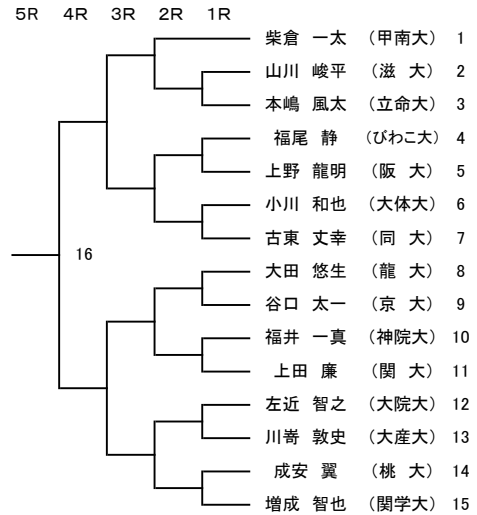 5R 4R 3R 2R 1R
柴倉 一太 （甲南大） 1
山川 峻平 （滋 大） 2
本嶋 風太 （立命大） 3
福尾 静 （びわこ大） 4
上野 龍明 （阪 大） 5
小川 和也 （大体大） 6
古東 丈幸 （同 大） 7
16
大田 悠生 （龍 大） 8
谷口 太一 （京 大） 9
福井 一真 （神院大） 10
上田 廉 （関 大） 11
左近 智之 （大院大） 12
川嵜 敦史 （大産大） 13
成安 翼 （桃 大） 14
増成 智也 （関学大） 15